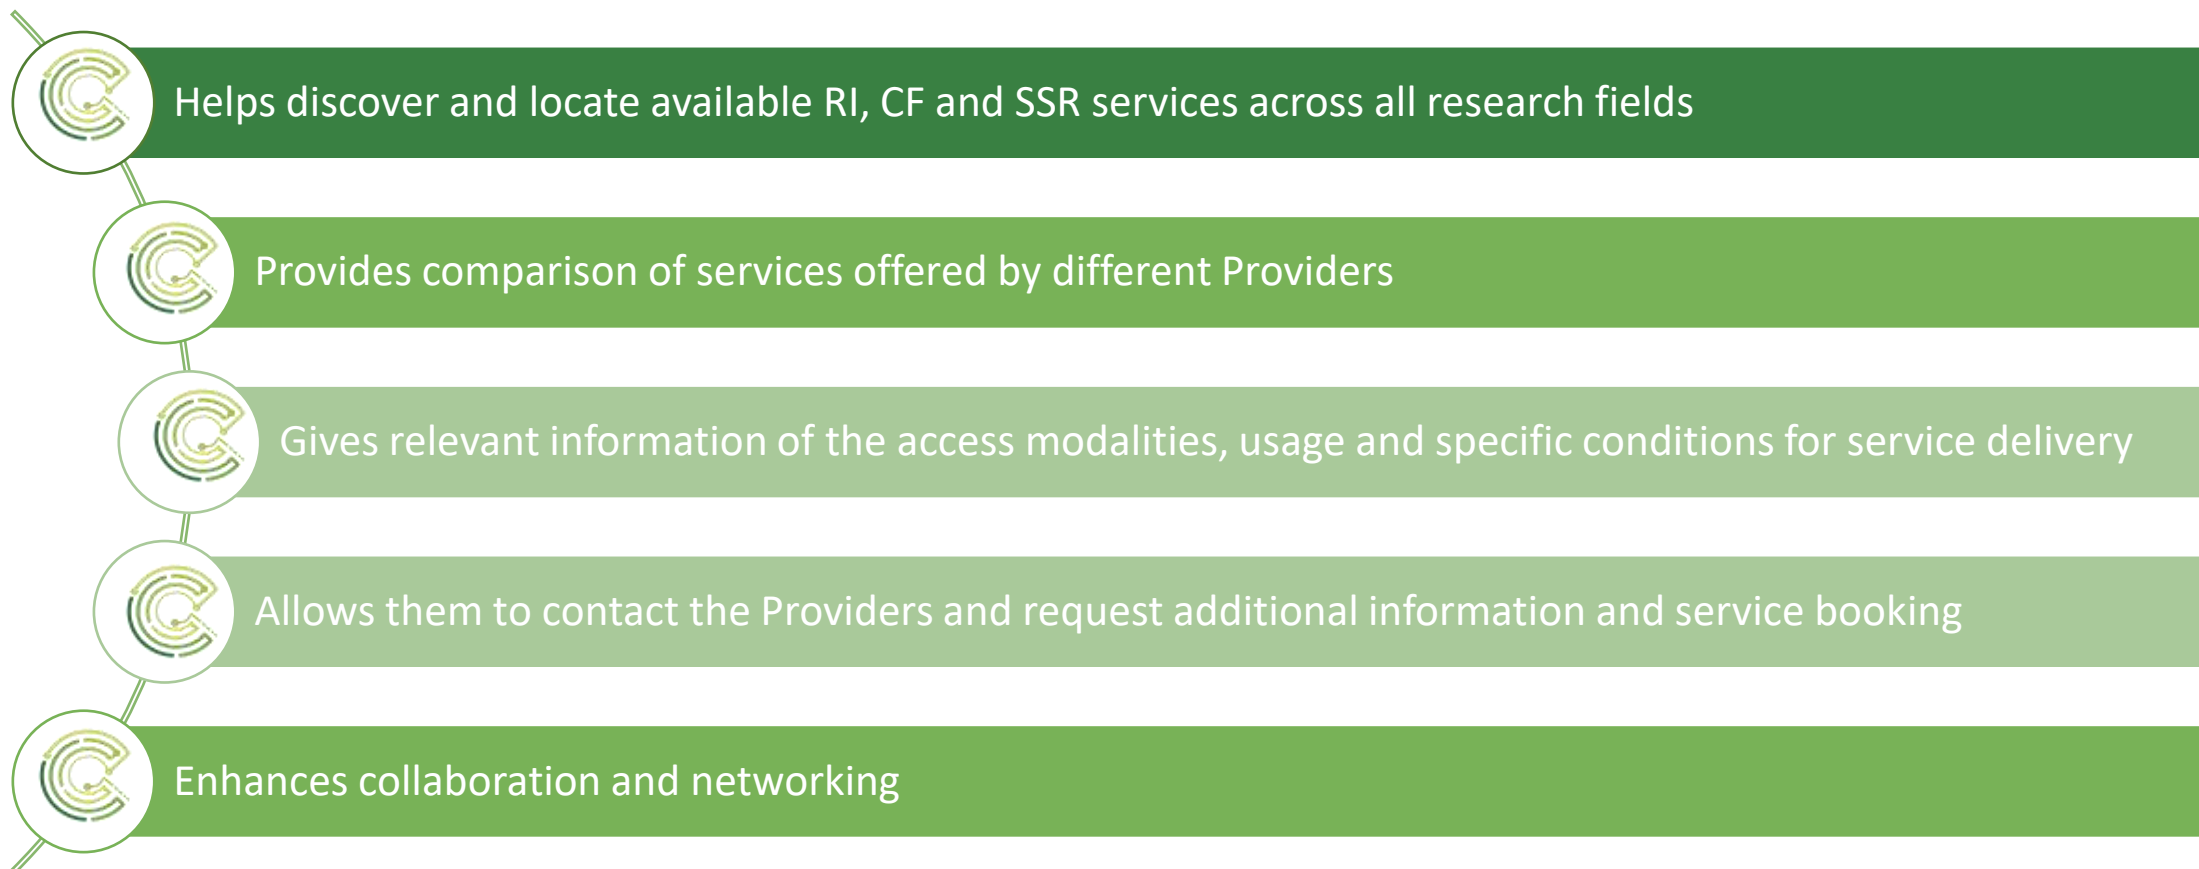 Helps discover and locate available RI, CF and SSR services across all research fields
Provides comparison of services offered by different Providers
Gives relevant information of the access modalities, usage and specific conditions for service delivery
Allows them to contact the Providers and request additional information and service booking
Enhances collaboration and networking